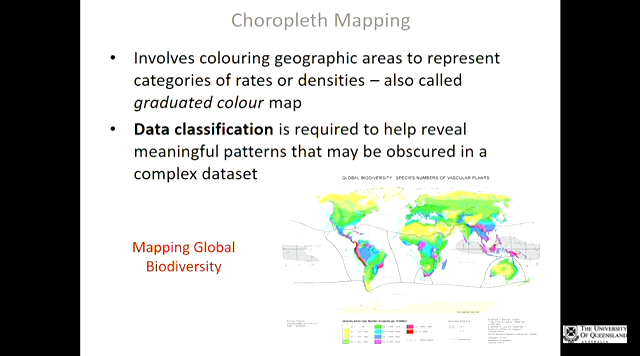 Choropleth Mapping
• Involves colouring geographic areas to represent
categories of rates or densities – also called
graduated colour map
• Data classification is required to help reveal
meaningful patterns that may be obscured in a
complex dataset
GLOBAL BIODIVERSITY SPECIES NUMBERS OF VASCULAR PLANTS
Mapping Global
Biodiversity
THE UNIVERSITY
OF QUEENSLAND
AUSTRALIA